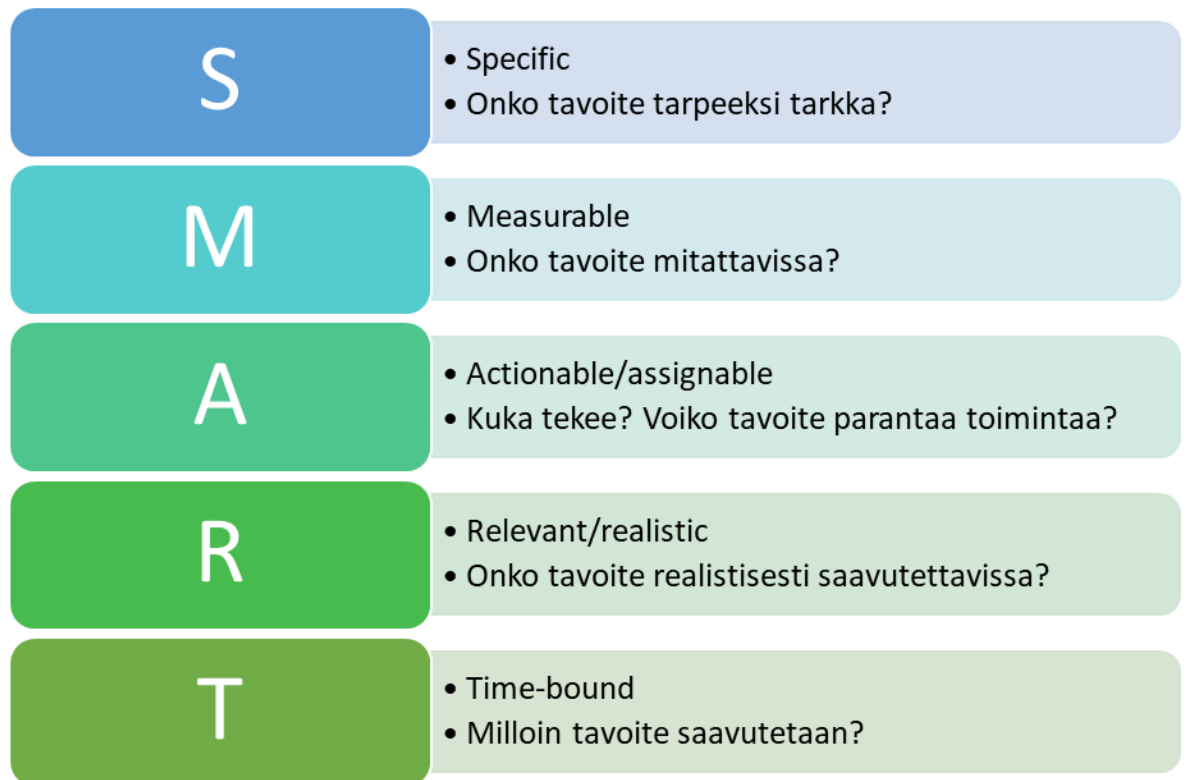 S
• Specific
• Onko tavoite tarpeeksi tarkka?
M
• Measurable
• Onko tavoite mitattavissa?
A
• Actionable/assignable
• Kuka tekee? Voiko tavoite parantaa toimintaa?
R
• Relevant/realistic
• Onko tavoite realistisesti saavutettavissa?
T
• Time-bound
• Milloin tavoite saavutetaan?